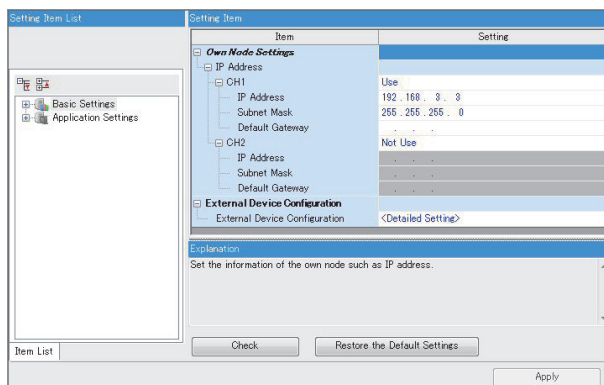 Setting Item List
Setting Item
Item
Setting
Own Node Settings
IP Address
CH1
Use
IP Address
192 . 168 . 3 . 3
Subnet Mask
255 . 255 . 255 . 0
Default Gateway
. . .
CH2
Not Use
IP Address
. . .
Subnet Mask
. . .
Default Gateway
. . .
External Device Configuration
External Device Configuration
<Detailed Setting>
Basic Settings
Application Settings
Explanation
Set the information of the own node such as IP address.
Check
Restore the Default Settings
Item List
Apply